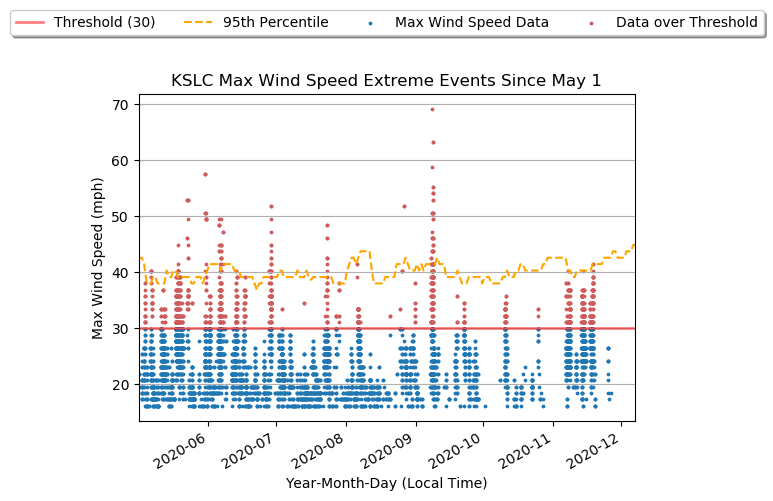 Threshold (30) 95th Percentile Max Wind Speed Data Data over Threshold
KSLC Max Wind Speed Extreme Events Since May 1
70
60
50
40
30
20
Max Wind Speed (mph)
2020-06 2020-07 2020-08 2020-09 2020-10 2020-11 2020-12
Year-Month-Day (Local Time)